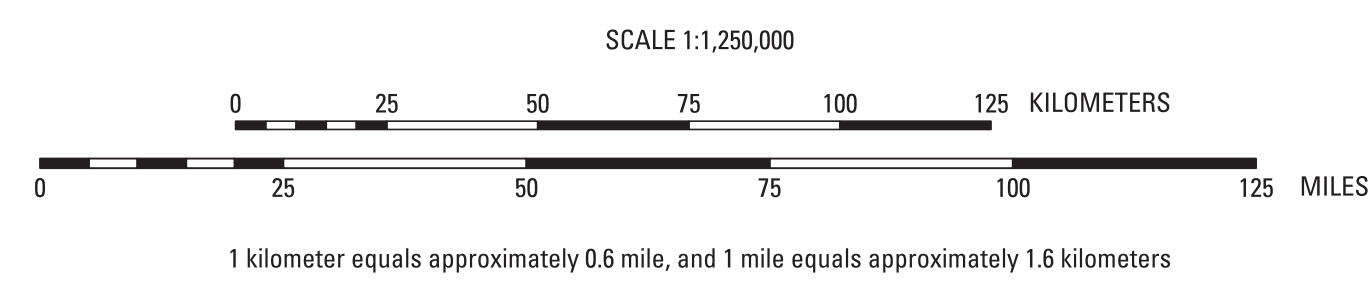 SCALE 1:1,250,000
0 25 50 75 100 125 KILOMETERS
0 25 50 75 100 125 MILES
1 kilometer equals approximately 0.6 mile, and 1 mile equals approximately 1.6 kilometers